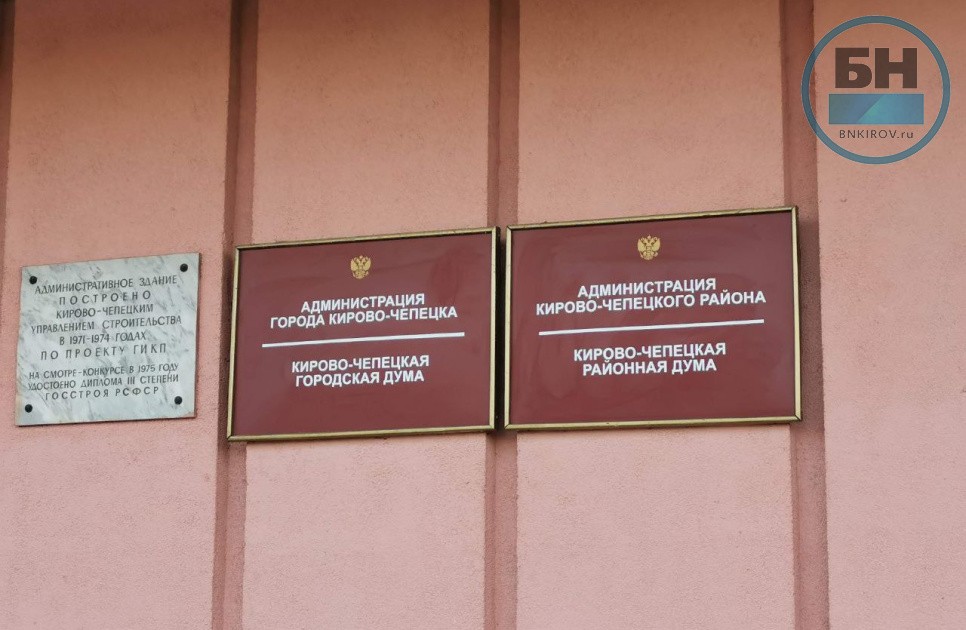 АДМИНИСТРАТИВНОЕ ЗДАНИЕ
ПОСТРОЕНО
КИРОВО-ЧЕПЕЦКИМ
УПРАВЛЕНИЕМ СТРОИТЕЛЬСТВА
В 1971-1974 ГОДАХ
ПО ПРОЕКТУ ГИКП
НА СМОТРЕ-КОНКУРСЕ В 1975 ГОДУ
УДОСТОЕНО ДИПЛОМА III СТЕПЕНИ
ГОССТРОЯ РСФСР
АДМИНИСТРАЦИЯ
ГОРОДА КИРОВО-ЧЕПЕЦКА
КИРОВО-ЧЕПЕЦКАЯ
ГОРОДСКАЯ ДУМА
АДМИНИСТРАЦИЯ
КИРОВО-ЧЕПЕЦКОГО РАЙОНА
КИРОВО-ЧЕПЕЦКАЯ
РАЙОННАЯ ДУМА
БН
BNKIROV.ru